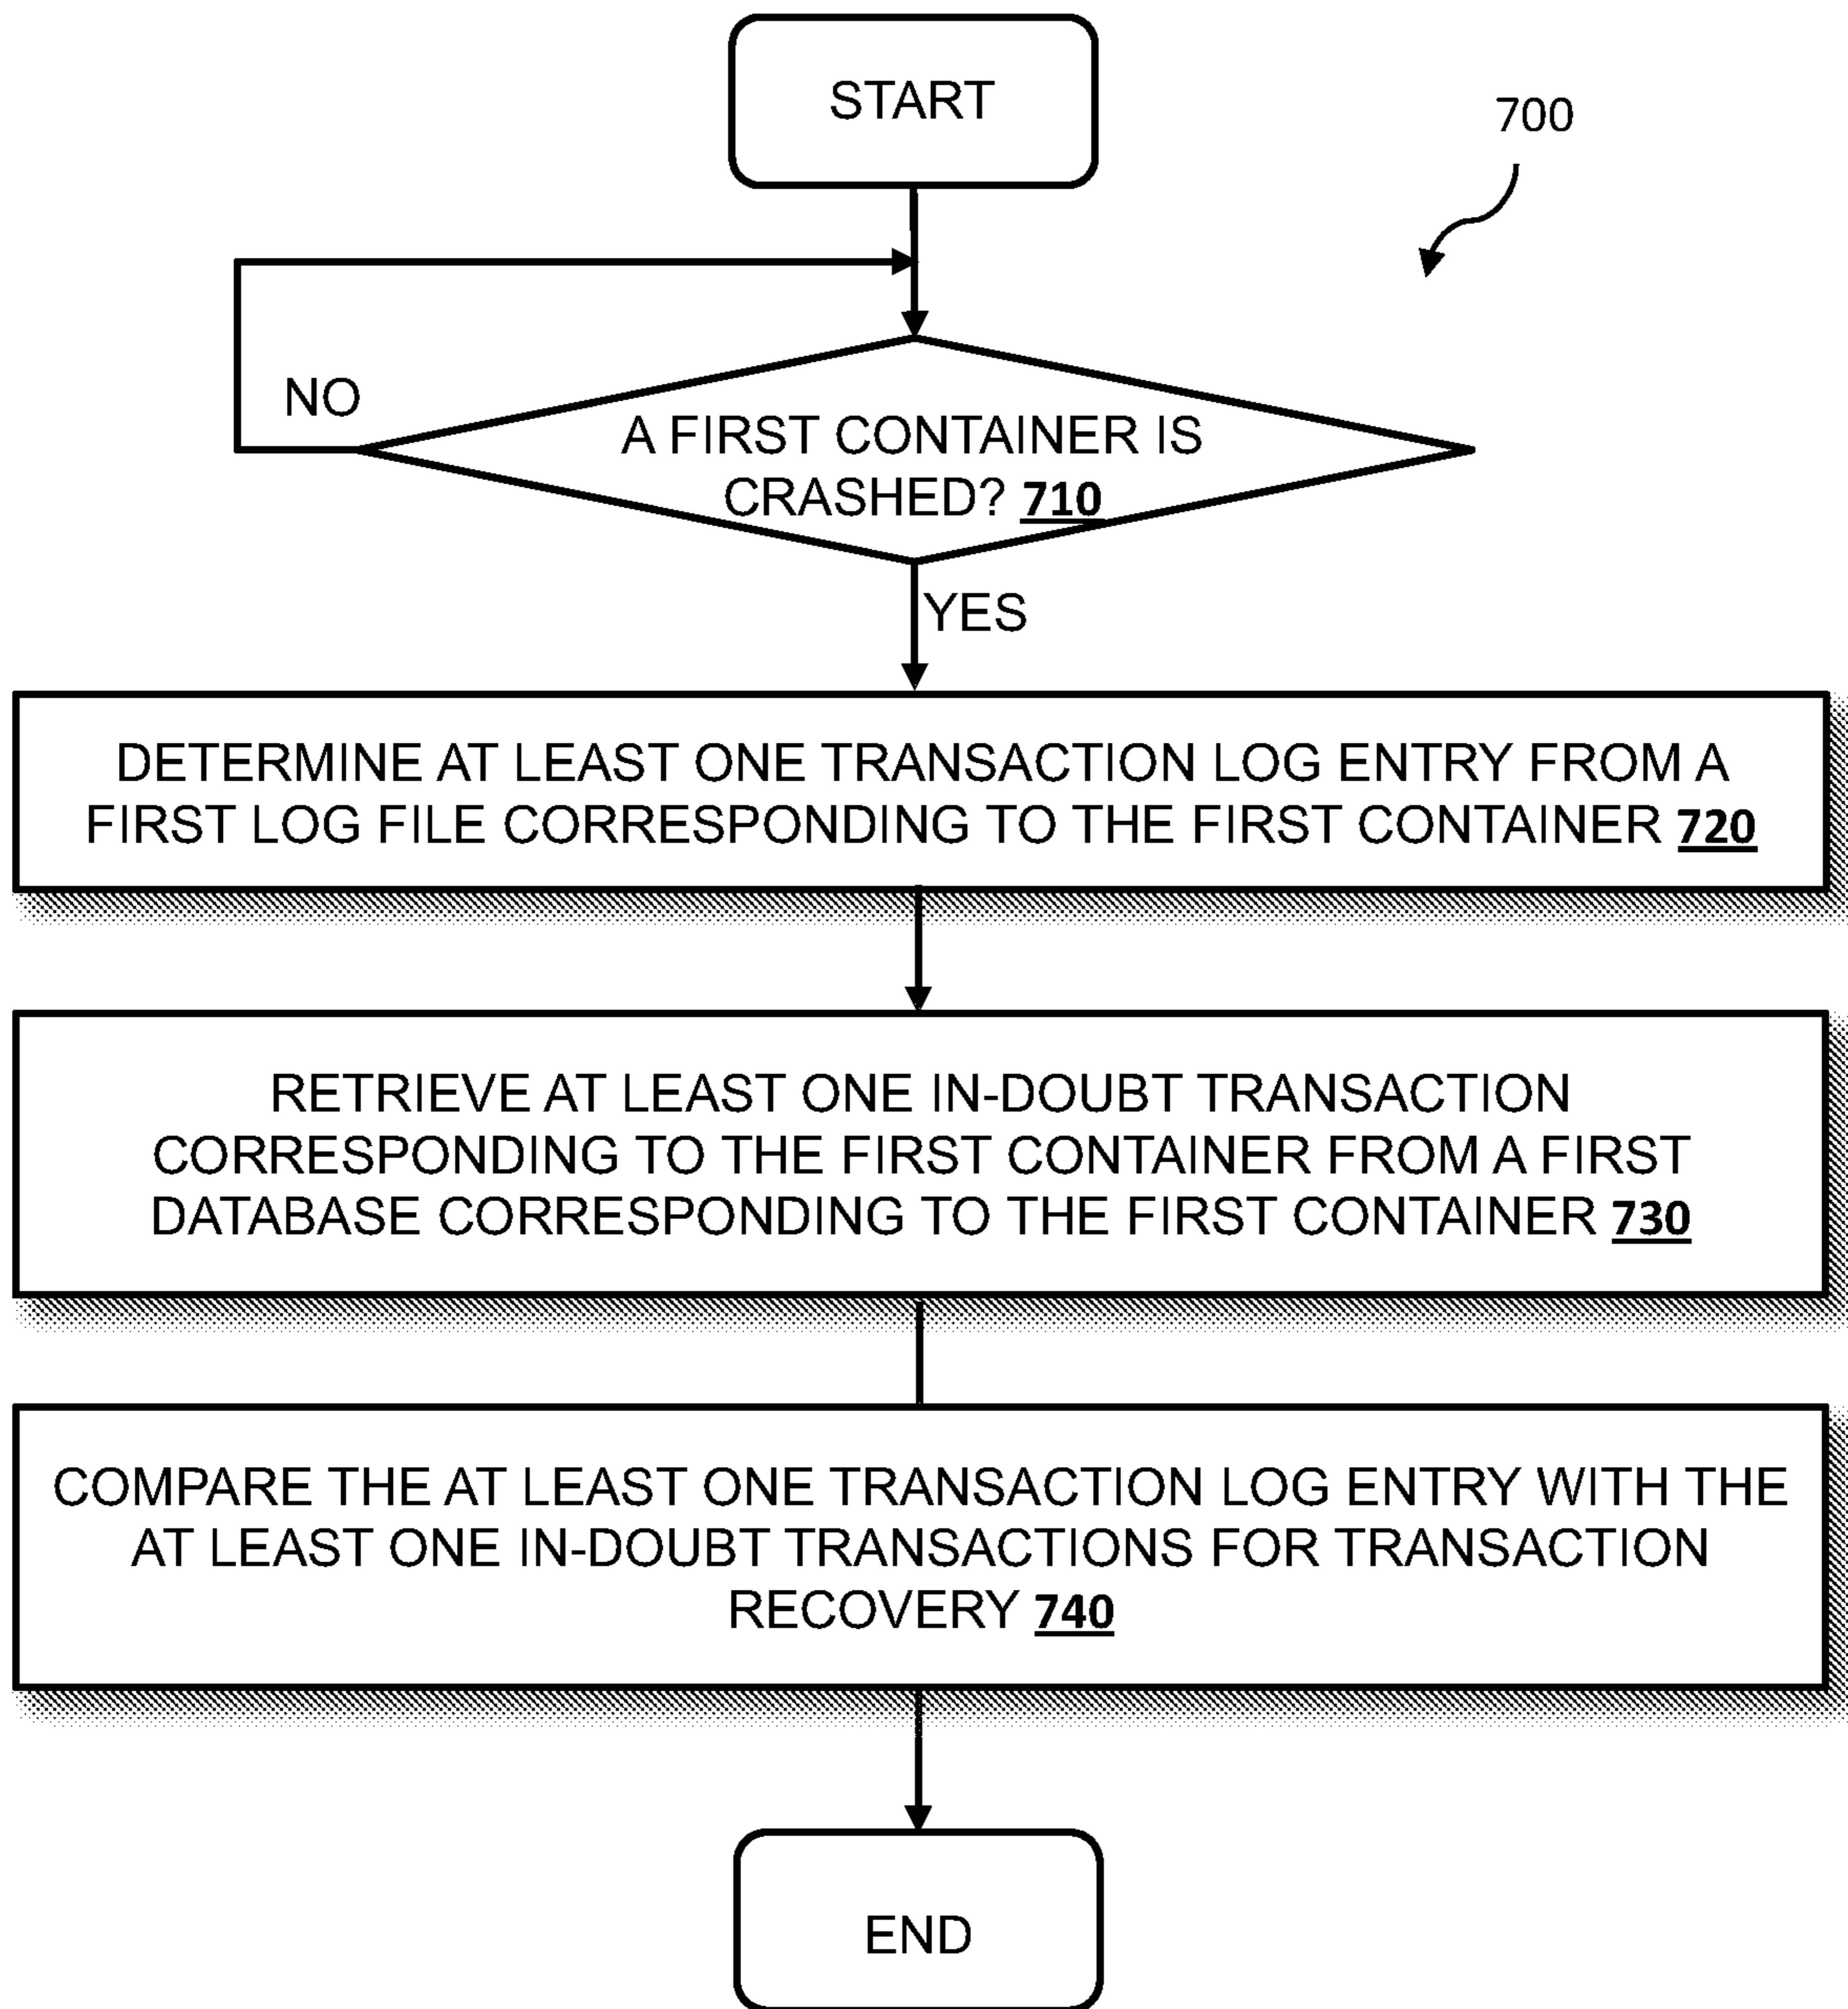 START
700
NO
A FIRST CONTAINER IS
CRASHED? 710
YES
DETERMINE AT LEAST ONE TRANSACTION LOG ENTRY FROM A
FIRST LOG FILE CORRESPONDING TO THE FIRST CONTAINER 720
RETRIEVE AT LEAST ONE IN-DOUBT TRANSACTION
CORRESPONDING TO THE FIRST CONTAINER FROM A FIRST
DATABASE CORRESPONDING TO THE FIRST CONTAINER 730
COMPARE THE AT LEAST ONE TRANSACTION LOG ENTRY WITH THE
AT LEAST ONE IN-DOUBT TRANSACTIONS FOR TRANSACTION
RECOVERY 740
END